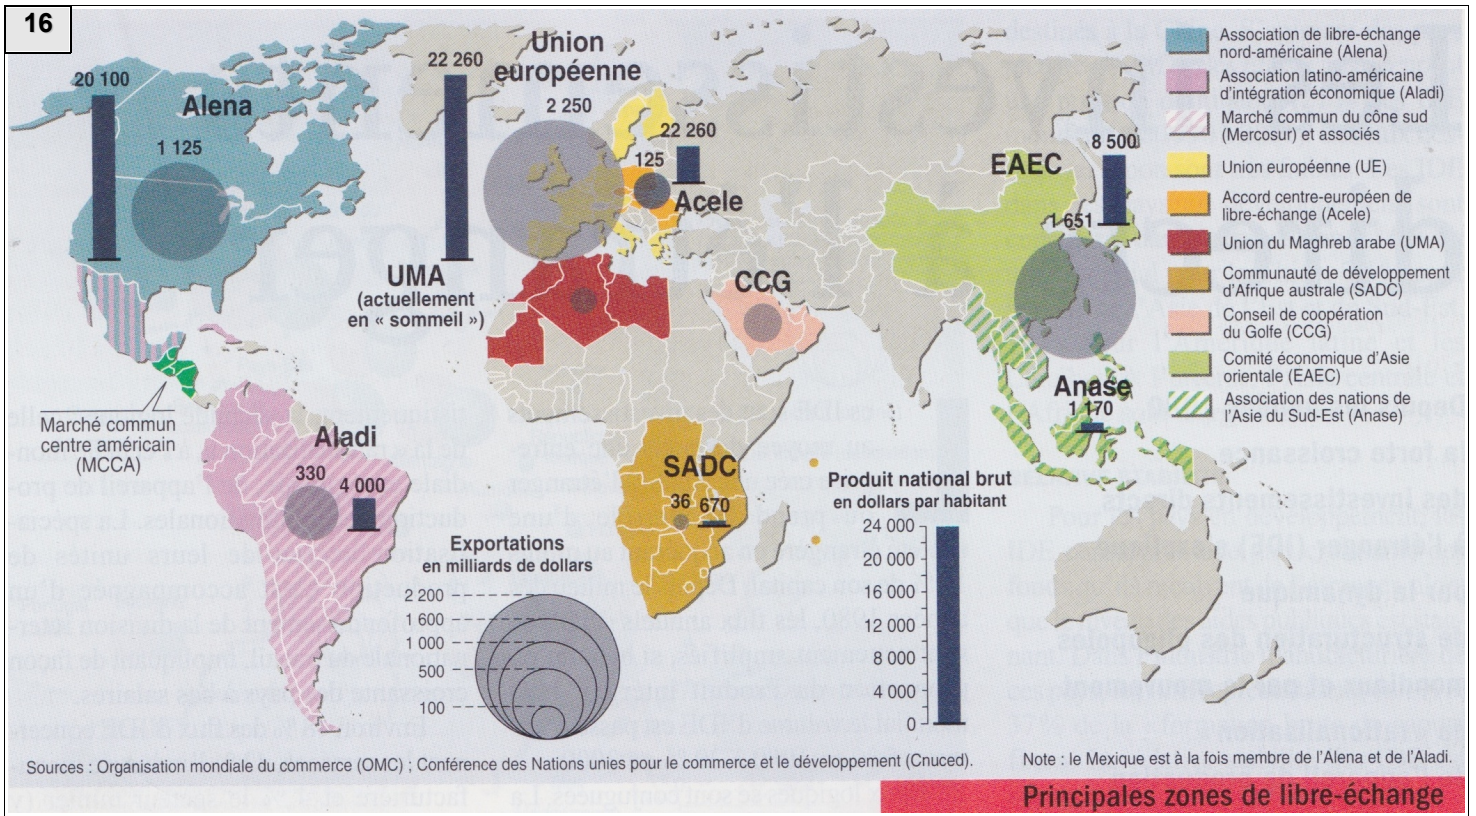 16
20 100
Alena
1 125
22 260
Union
européenne
2 250
22 260
125
Acele
UMA
(actuellement
en « sommeil »)
CCG
EAEC
8 500
1 651
Anase
1 170
Marché commun
centre américain
(MCCA)
Aladi
330
4 000
SADC
36
670
Exportations
en milliards de dollars
2 200
1 600
1 000
500
100
Produit national brut
en dollars par habitant
24 000
20 000
16 000
12 000
8 000
4 000
0
Association de libre-échange
nord-américaine (Alena)
Association latino-américaine
d'intégration économique (Aladi)
Marché commun du cône sud
(Mercosur) et associés
Union européenne (UE)
Accord centre-européen de
libre-échange (Acele)
Union du Maghreb arabe (UMA)
Communauté de développement
d'Afrique australe (SADC)
Conseil de coopération
du Golfe (CCG)
Comité économique d'Asie
orientale (EAEC)
Association des nations de
l'Asie du Sud-Est (Anase)
Sources : Organisation mondiale du commerce (OMC) ; Conférence des Nations unies pour le commerce et le développement (Cnuced).
Note : le Mexique est à la fois membre de l'Alena et de l'Aladi.
Principales zones de libre-échange